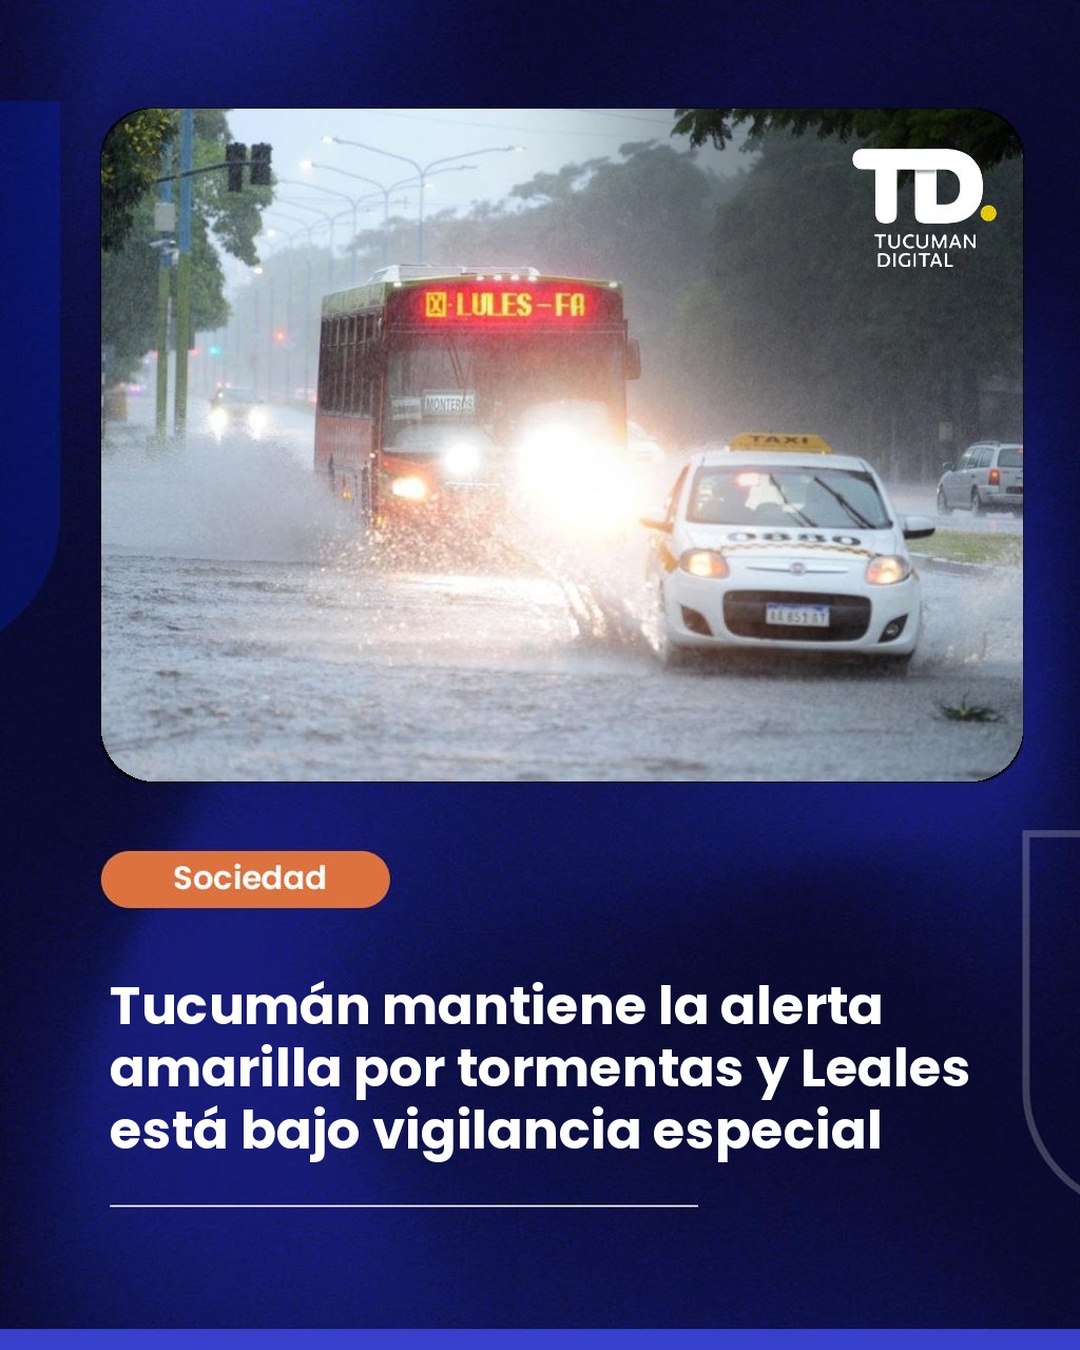 TD.
TUCUMAN
DIGITAL
X-LULES-FA
MONTEROS
TAXI
0880
Sociedad
Tucumán mantiene la alerta
amarilla por tormentas y Leales
está bajo vigilancia especial